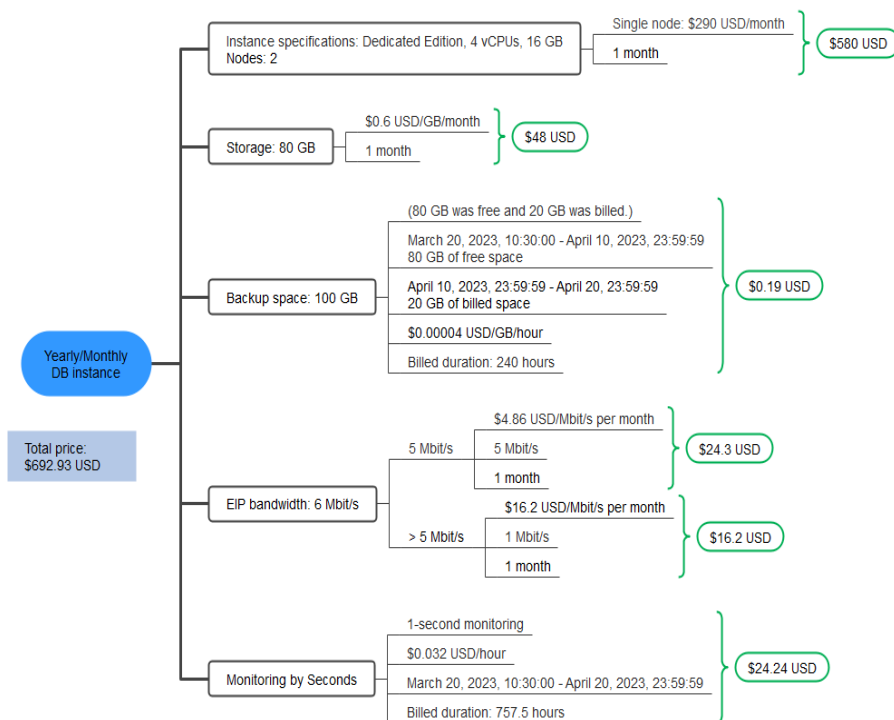 Yearly/Monthly
DB instance
Total price:
$692.93 USD
Instance specifications: Dedicated Edition, 4 vCPUs, 16 GB
Nodes: 2
Single node: $290 USD/month
1 month
$580 USD
Storage: 80 GB
$0.6 USD/GB/month
1 month
$48 USD
Backup space: 100 GB
(80 GB was free and 20 GB was billed.)
March 20, 2023, 10:30:00 - April 10, 2023, 23:59:59
80 GB of free space
April 10, 2023, 23:59:59 - April 20, 23:59:59
20 GB of billed space
$0.00004 USD/GB/hour
Billed duration: 240 hours
$0.19 USD
EIP bandwidth: 6 Mbit/s
5 Mbit/s
$4.86 USD/Mbit/s per month
5 Mbit/s
1 month
$24.3 USD
> 5 Mbit/s
$16.2 USD/Mbit/s per month
1 Mbit/s
1 month
$16.2 USD
Monitoring by Seconds
1-second monitoring
$0.032 USD/hour
March 20, 2023, 10:30:00 - April 20, 2023, 23:59:59
Billed duration: 757.5 hours
$24.24 USD